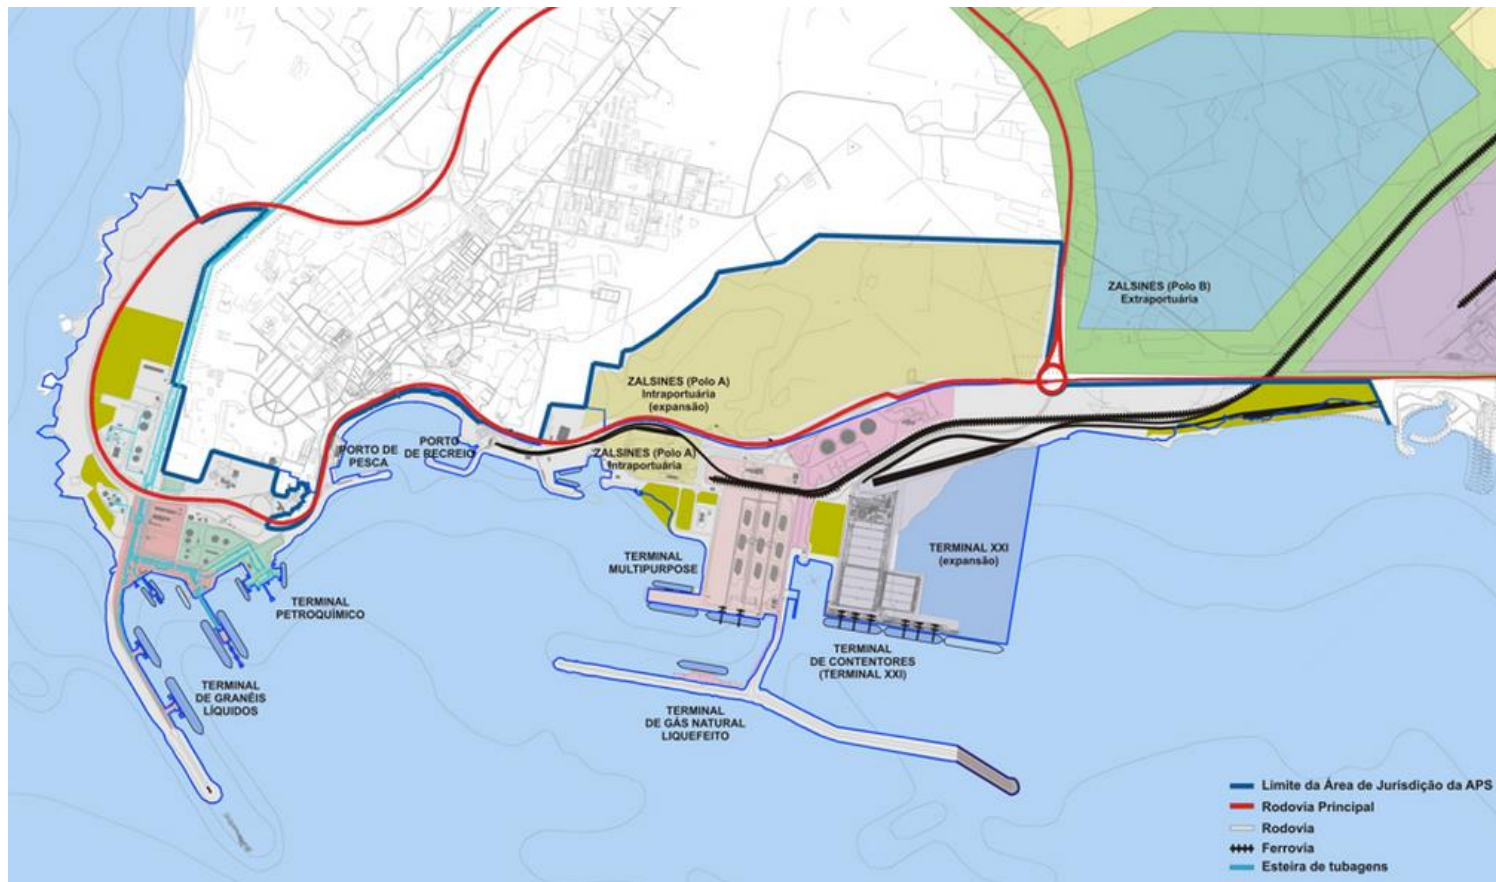 ZALSINES (Polo B)
Extraportuária
ZALSINES (Polo A)
Intraportuária
(expansão)
PORTO DE
PESCA
PORTO
DE RECREIO
ZALSINES (Polo A)
Intraportuária
TERMINAL
MULTIPURPOSE
TERMINAL XXI
(expansão)
TERMINAL
PETROQUÍMICO
TERMINAL
DE CONTENTORES
(TERMINAL XXI)
TERMINAL
DE GRANÉIS
LÍQUIDOS
TERMINAL
DE GÁS NATURAL
LIQUEFEITO
Limite da Área de Jurisdição da APS
Rodovia Principal
Rodovia
Ferrovia
Esteira de tubagens